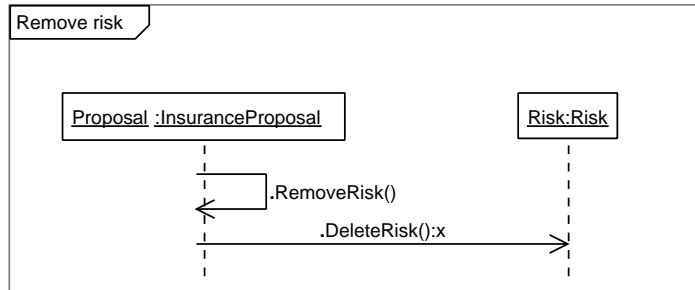 Remove risk
Proposal :InsuranceProposal
Risk:Risk
.RemoveRisk()
.DeleteRisk():x